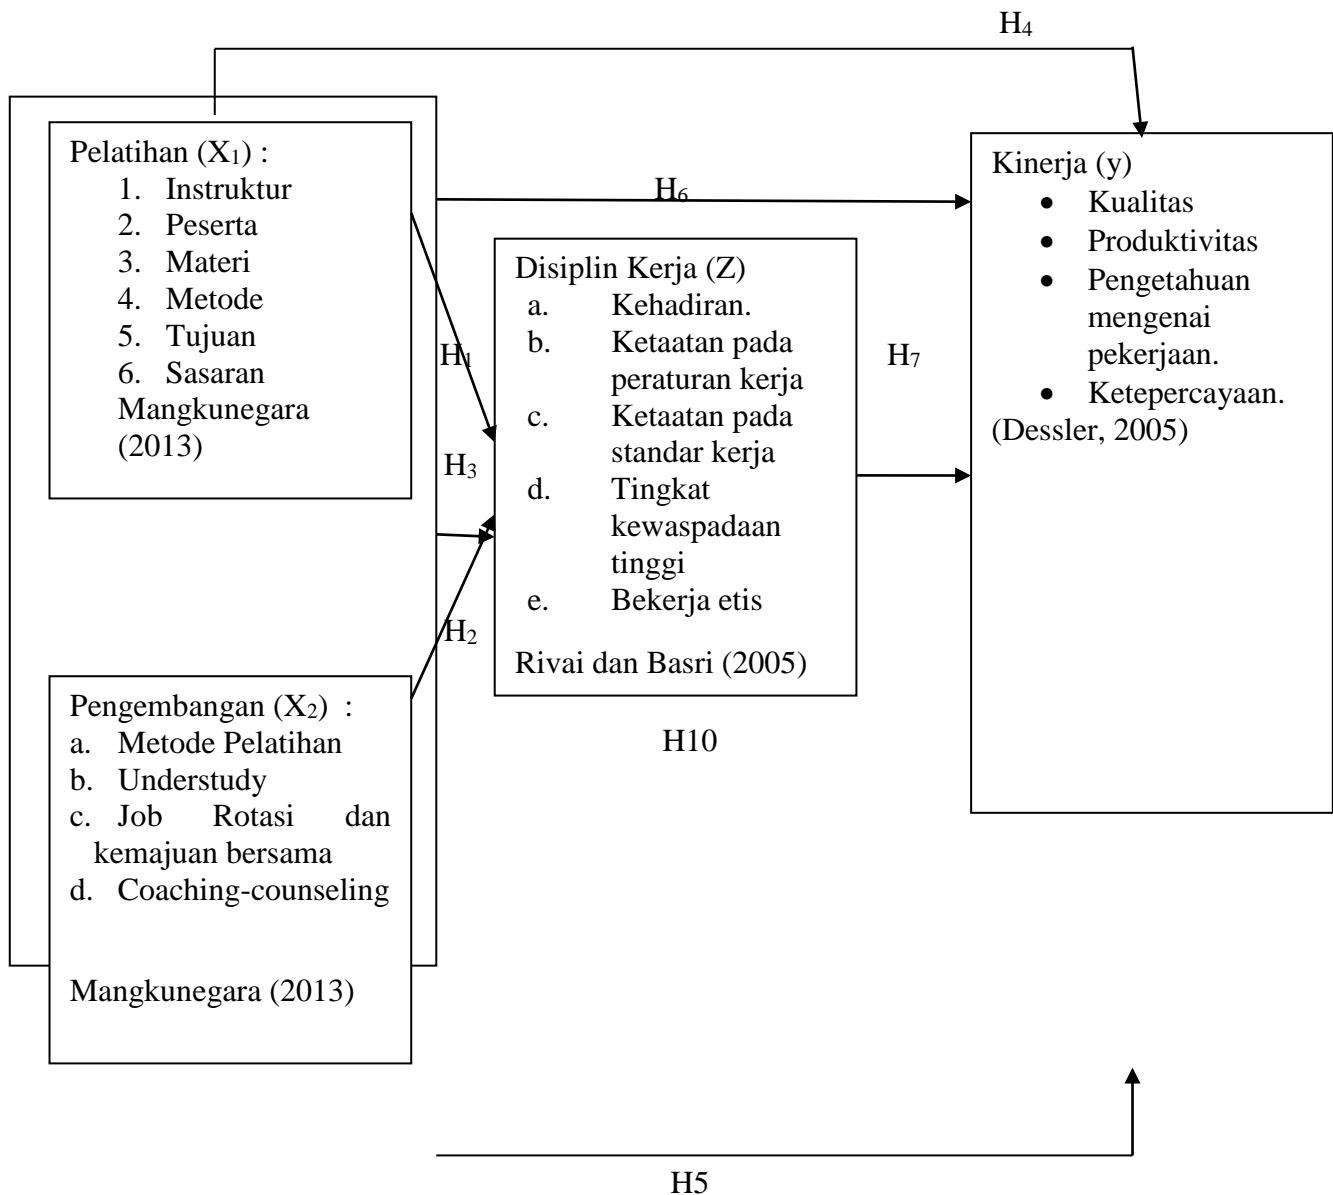 H₄
Pelatihan (X₁) :
1. Instruktur
2. Peserta
3. Materi
4. Metode
5. Tujuan
6. Sasaran
Mangkunegara
(2013)
H₆
Kinerja (y)
• Kualitas
• Produktivitas
• Pengetahuan
mengenai
pekerjaan.
• Ketepercayaan.
(Dessler, 2005)
Disiplin Kerja (Z)
a. Kehadiran.
b. Ketaatan pada
peraturan kerja
c. Ketaatan pada
standar kerja
d. Tingkat
kewaspadaan
tinggi
e. Bekerja etis
Rivai dan Basri (2005)
H₁
H₇
H₃
H₂
Pengembangan (X₂) :
a. Metode Pelatihan
b. Understudy
c. Job Rotasi dan
kemajuan bersama
d. Coaching-counseling
Mangkunegara (2013)
H10
H5